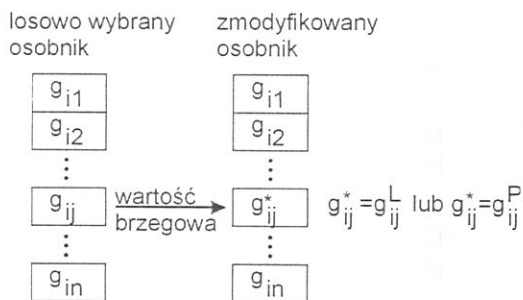 losowo wybrany
osobnik
zmodyfikowany
osobnik
g_i1
g_i2
⋮
g_ij
⋮
g_in
wartość
brzegowa
g_i1
g_i2
⋮
g*_ij
⋮
g_in
g*_ij=g^L_ij lub g*_ij=g^P_ij